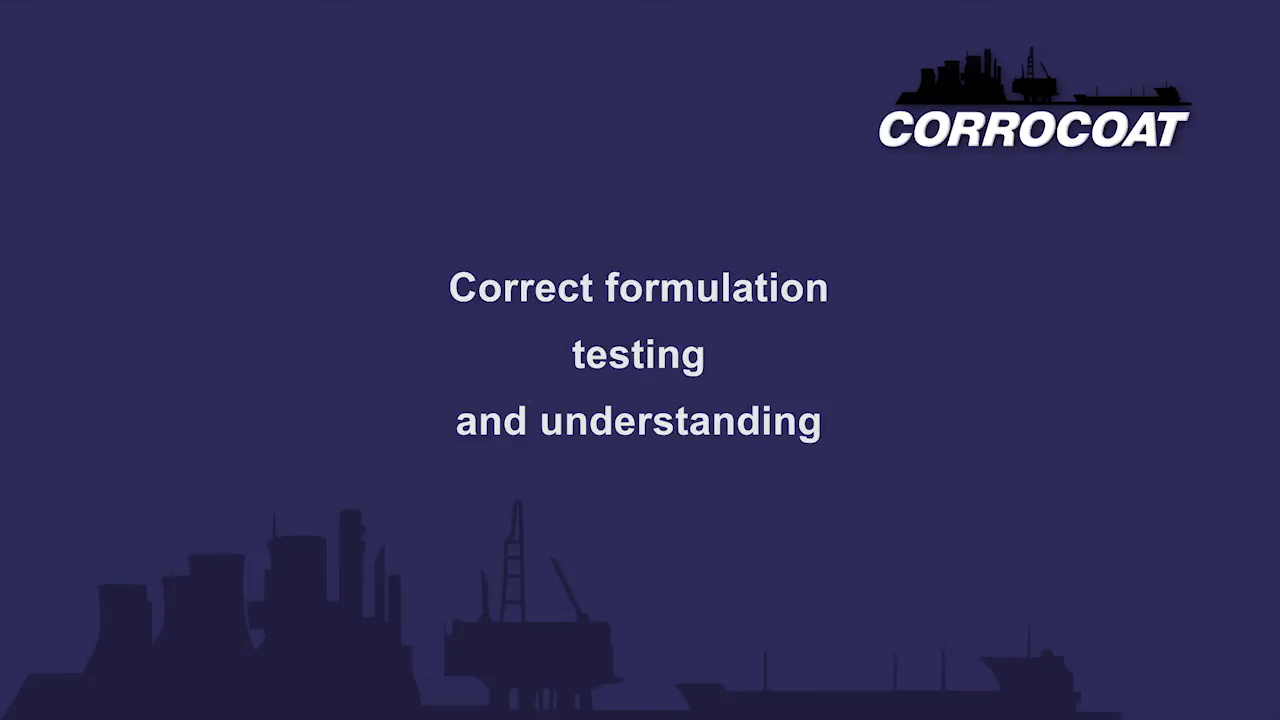 CORROCOAT
Correct formulation
testing
and understanding